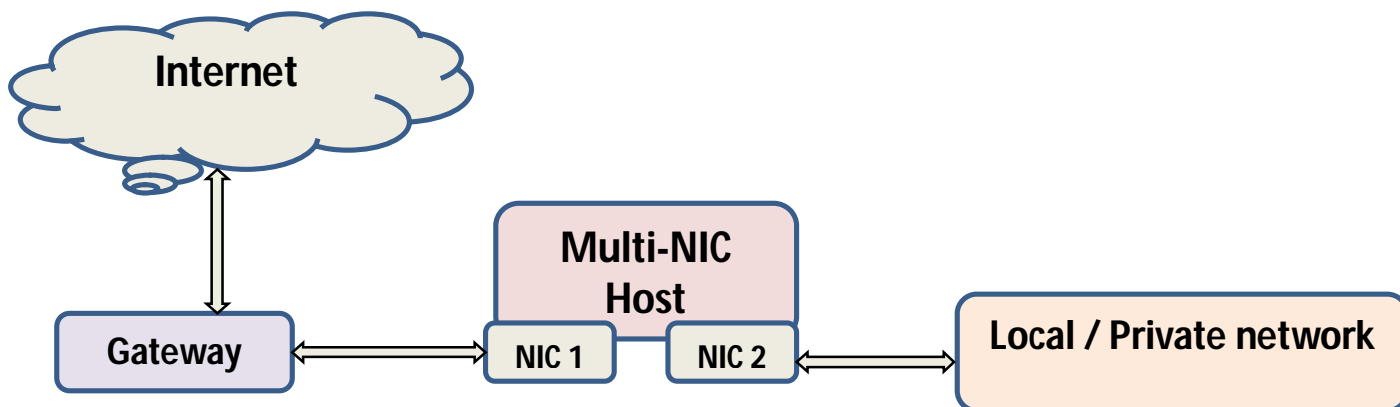 Internet
Multi-NIC
Host
Gateway
NIC 1
NIC 2
Local / Private network